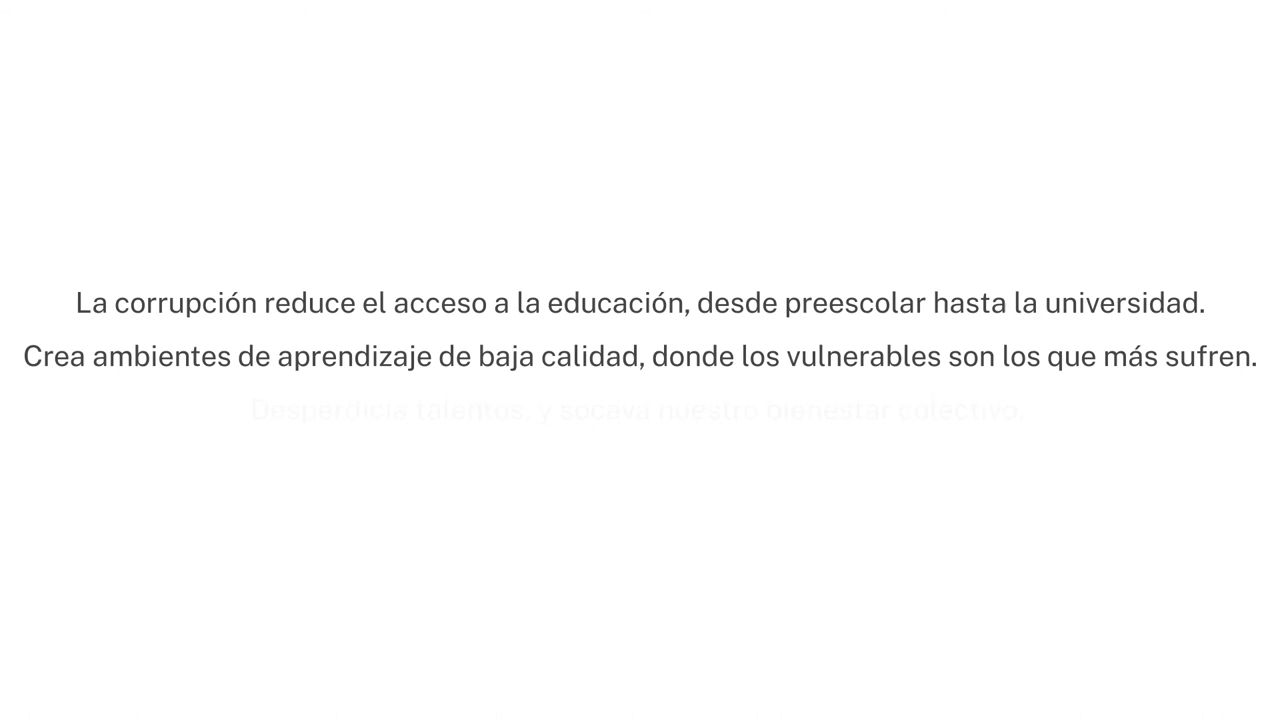 La corrupción reduce el acceso a la educación, desde preescolar hasta la universidad.
Crea ambientes de aprendizaje de baja calidad, donde los vulnerables son los que más sufren.
Desperdicia talentos, y socava nuestro bienestar colectivo.